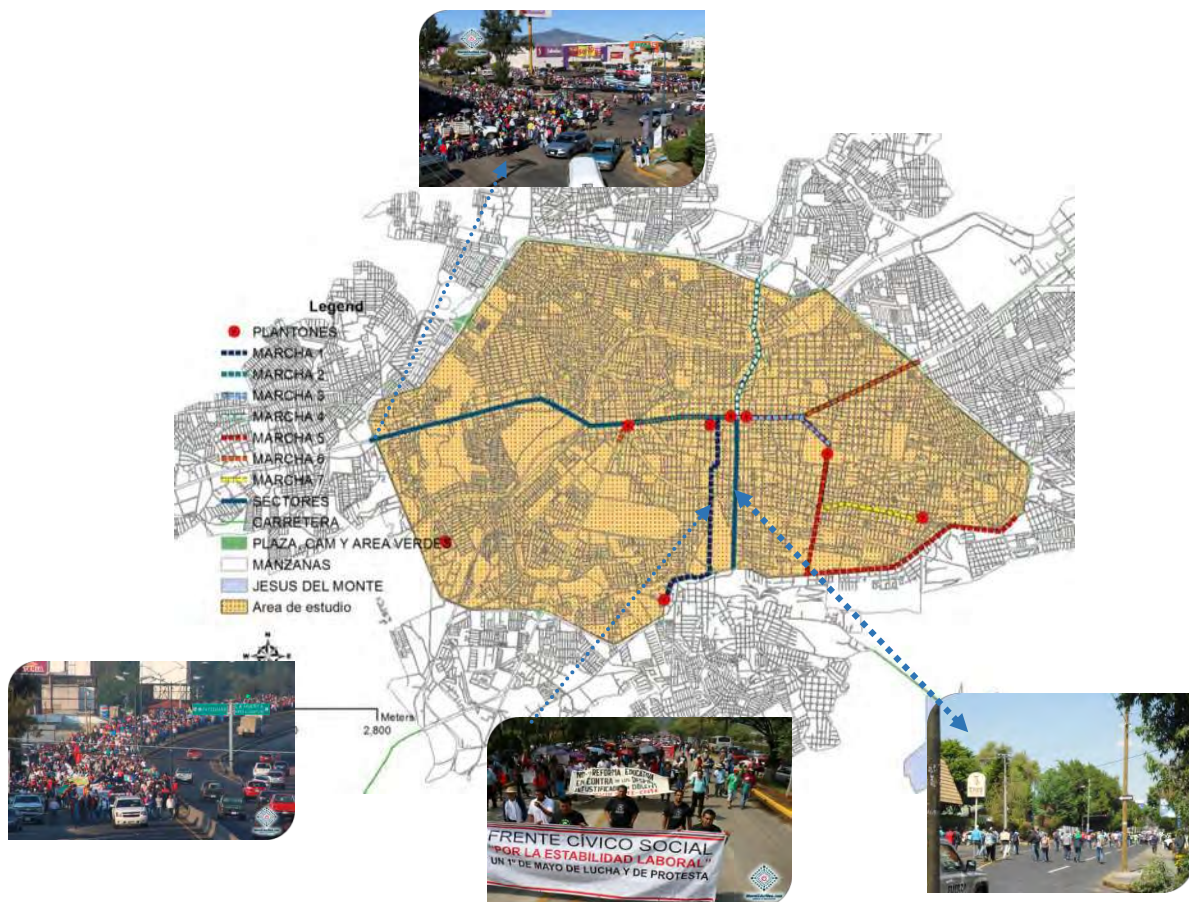 Legend
PLANTONES
MARCHA 1
MARCHA 2
MARCHA 3
MARCHA 4
MARCHA 5
MARCHA 6
MARCHA 7
SECTORES
CARRETERA
PLAZA, CAM Y AREA VERDES
MANZANAS
JESUS DEL MONTE
Area de estudio
N
E
S
Meters
2,800
REFORMA EDUCATIVA
EN CONTRA
FRENTE CÍVICO SOCIAL
"POR LA ESTABILIDAD LABORAL"
UN 1º DE MAYO DE LUCHA Y DE PROTESTA